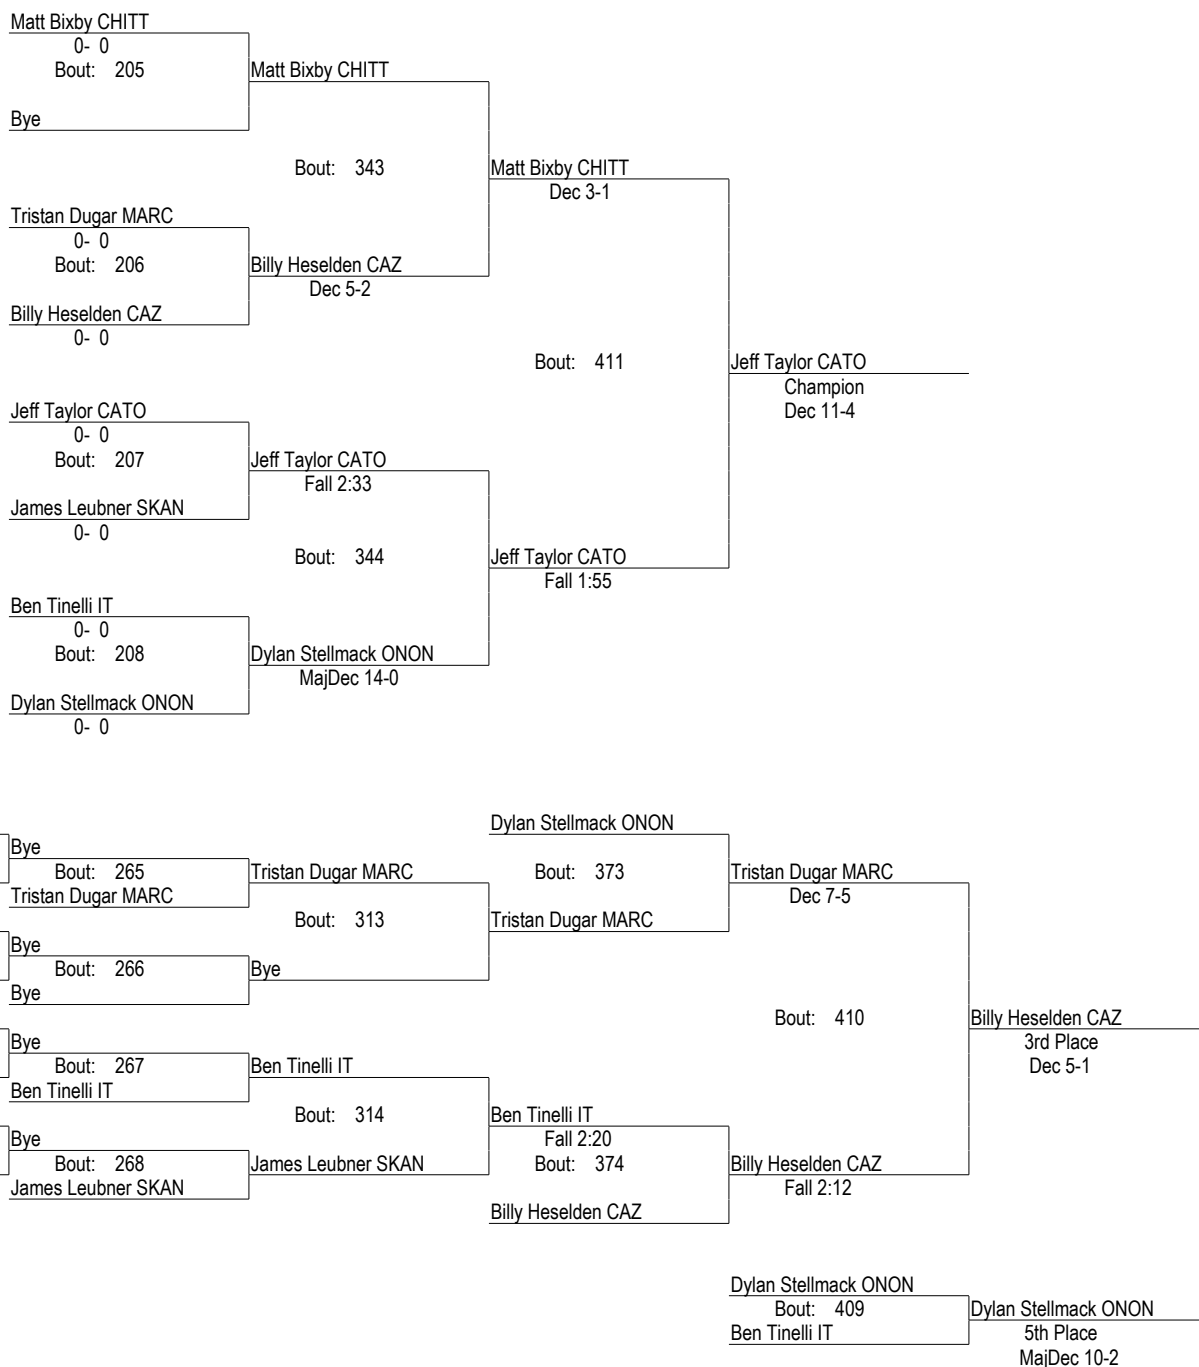 Matt Bixby CHITT
0- 0
Bout: 205
Matt Bixby CHITT
Bye
Bout: 343
Matt Bixby CHITT
Dec 3-1
Tristan Dugar MARC
0- 0
Bout: 206
Billy Heselden CAZ
Dec 5-2
Billy Heselden CAZ
0- 0
Bout: 411
Jeff Taylor CATO
Champion
Dec 11-4
Jeff Taylor CATO
0- 0
Bout: 207
Jeff Taylor CATO
Fall 2:33
James Leubner SKAN
0- 0
Bout: 344
Jeff Taylor CATO
Fall 1:55
Ben Tinelli IT
0- 0
Bout: 208
Dylan Stellmack ONON
MajDec 14-0
Dylan Stellmack ONON
0- 0
Dylan Stellmack ONON
Bye
Bout: 265
Tristan Dugar MARC
Bout: 373
Tristan Dugar MARC
Tristan Dugar MARC
Dec 7-5
Bout: 313
Tristan Dugar MARC
Bye
Bout: 266
Bye
Bye
Bout: 410
Billy Heselden CAZ
3rd Place
Dec 5-1
Bye
Bout: 267
Ben Tinelli IT
Ben Tinelli IT
Bout: 314
Ben Tinelli IT
Fall 2:20
Bye
Bout: 268
James Leubner SKAN
Bout: 374
Billy Heselden CAZ
James Leubner SKAN
Fall 2:12
Billy Heselden CAZ
Dylan Stellmack ONON
Bout: 409
Dylan Stellmack ONON
Ben Tinelli IT
5th Place
MajDec 10-2